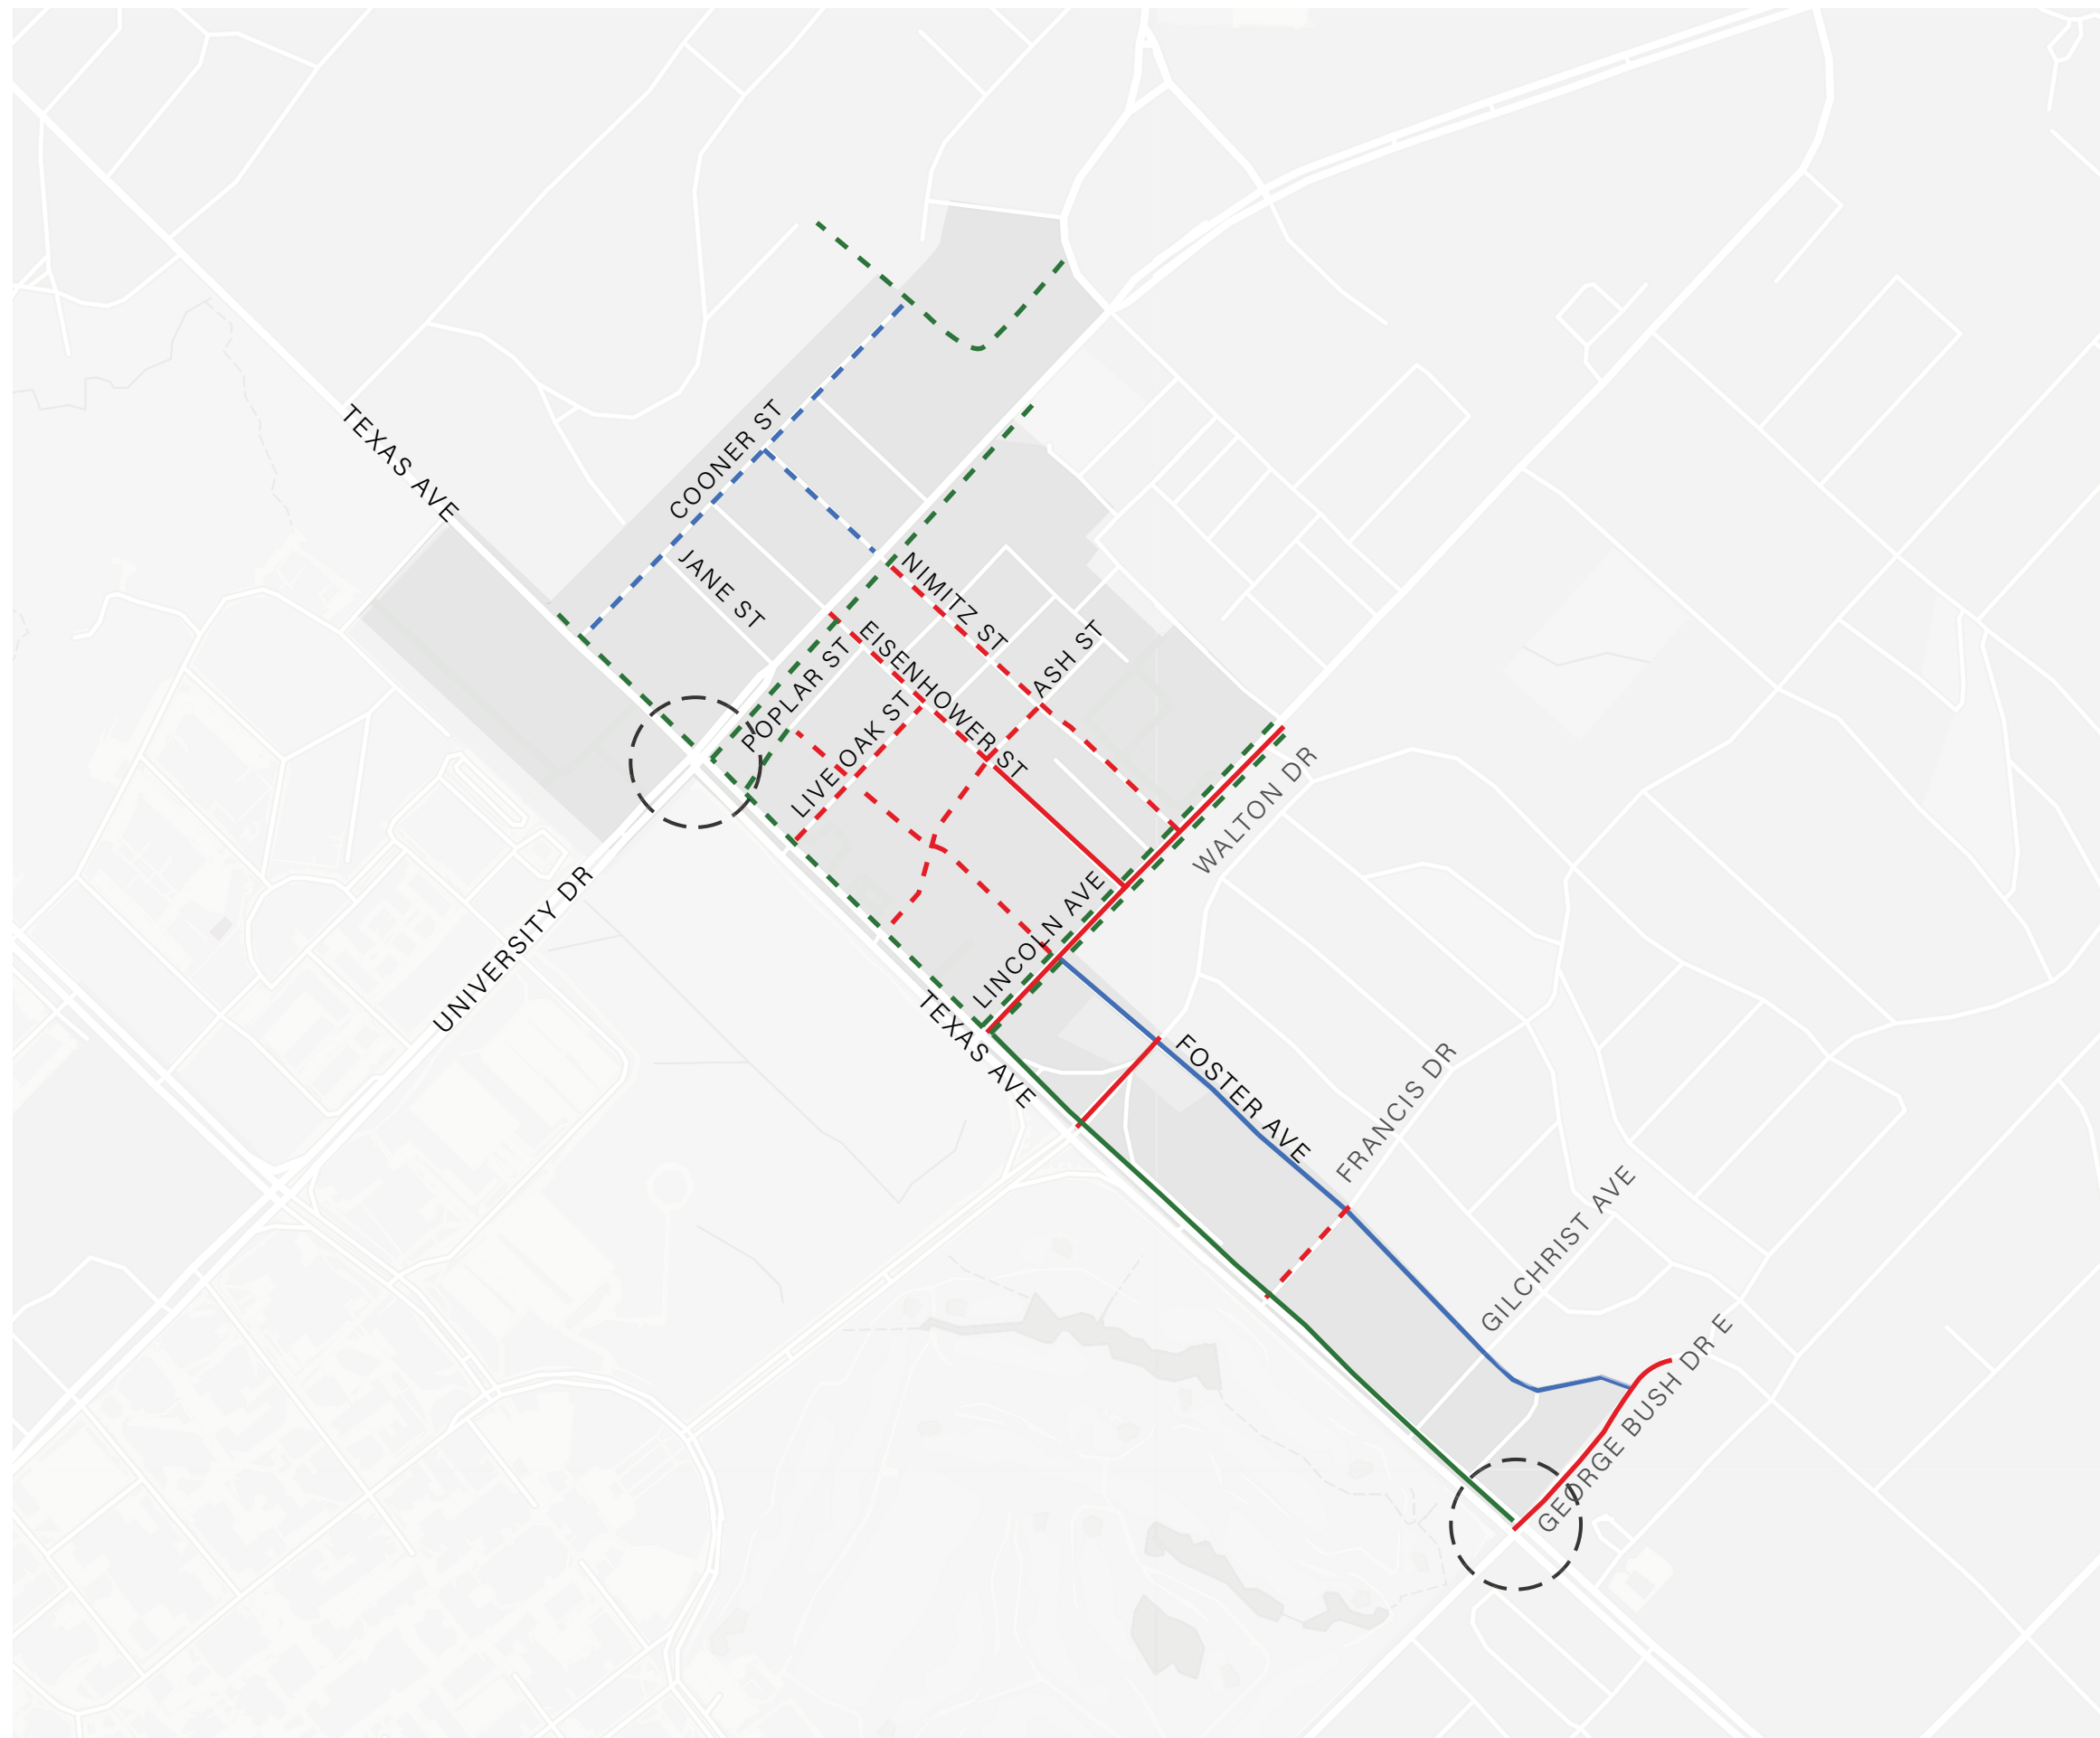 TEXAS AVE
COONER ST
JANE ST
NIMITZ ST
EISENHOWER ST
ASH ST
POPLAR ST
LIVE OAK ST
WALTON DR
UNIVERSITY DR
LINCOLN AVE
TEXAS AVE
FOSTER AVE
FRANCIS DR
GILCHRIST AVE
GEORGE BUSH DR E